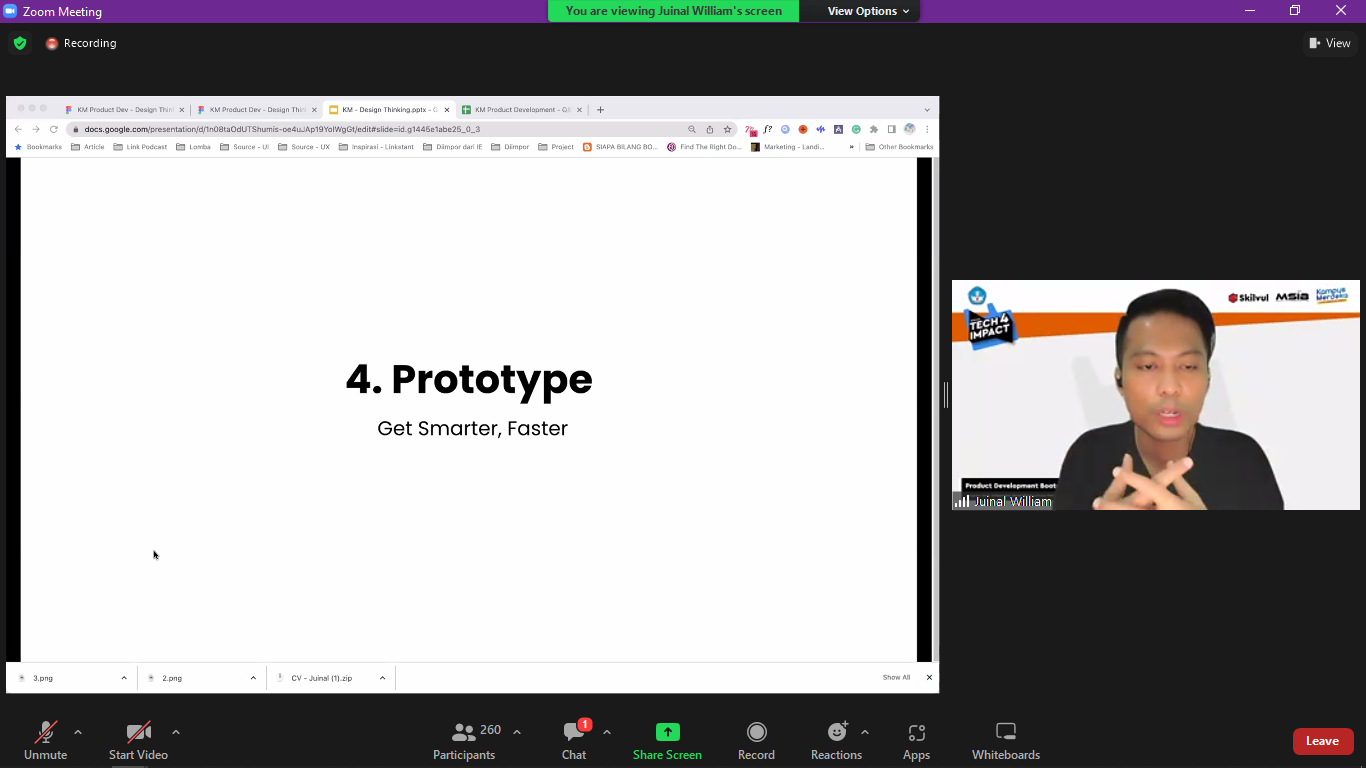 Zoom Meeting
You are viewing Juinal William's screen
View Options
Recording
View
KM Product Dev - Design Thin
KM Product Dev - Design Thin
KM - Design Thinking.pptx - G
KM Product Development - G
docs.google.com/presentation/d/1n08taOdUTShumis-oe4uJAp19YolWgGt/edit#slide=id.g1445e1abe25_0_3
Bookmarks
Article
Link Podcast
Lomba
Source - UI
Source - UX
Inspirasi - Linkstant
Diimpor dari IE
Diimpor
Project
SIAPA BILANG BO...
Find The Right Do...
Marketing - Landi...
»
Other Bookmarks
4. Prototype
Get Smarter, Faster
TECH 4
IMPACT
Skilvul
MSIA
Kampus
Merdeka
Product Development Boot
Juinal William
3.png
2.png
CV - Juinal (1).zip
Show All
Unmute
Start Video
260
Participants
1
Chat
Share Screen
Record
Reactions
Apps
Whiteboards
Leave